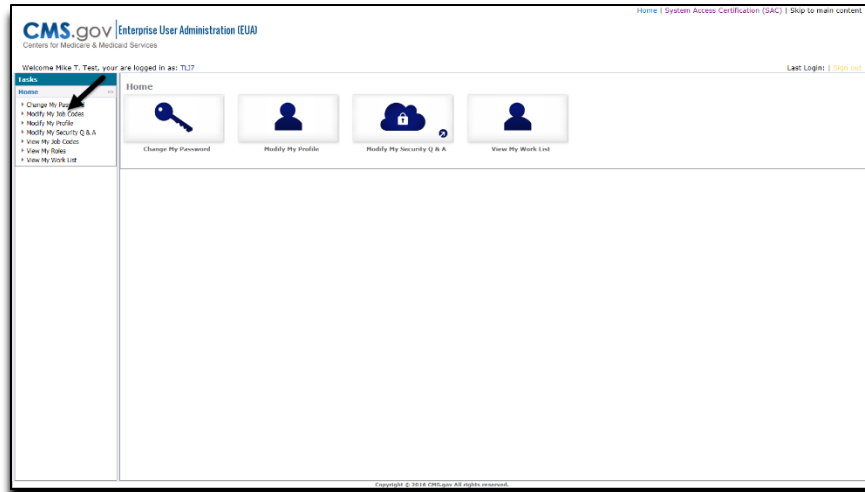 Home | System Access Certification (SAC) | Skip to main content
CMS.gov | Enterprise User Administration (EUA)
Centers for Medicare & Medicaid Services
Welcome Mike T. Test, your are logged in as: TLJ7
Last Login: | Sign out
Tasks
Home
Change My Password
Modify My Job Codes
Modify My Profile
Modify My Security Q & A
View My Job Codes
View My Roles
View My Work List
Home
Change My Password
Modify My Profile
Modify My Security Q & A
View My Work List
Copyright © 2016 CMS.gov All rights reserved.